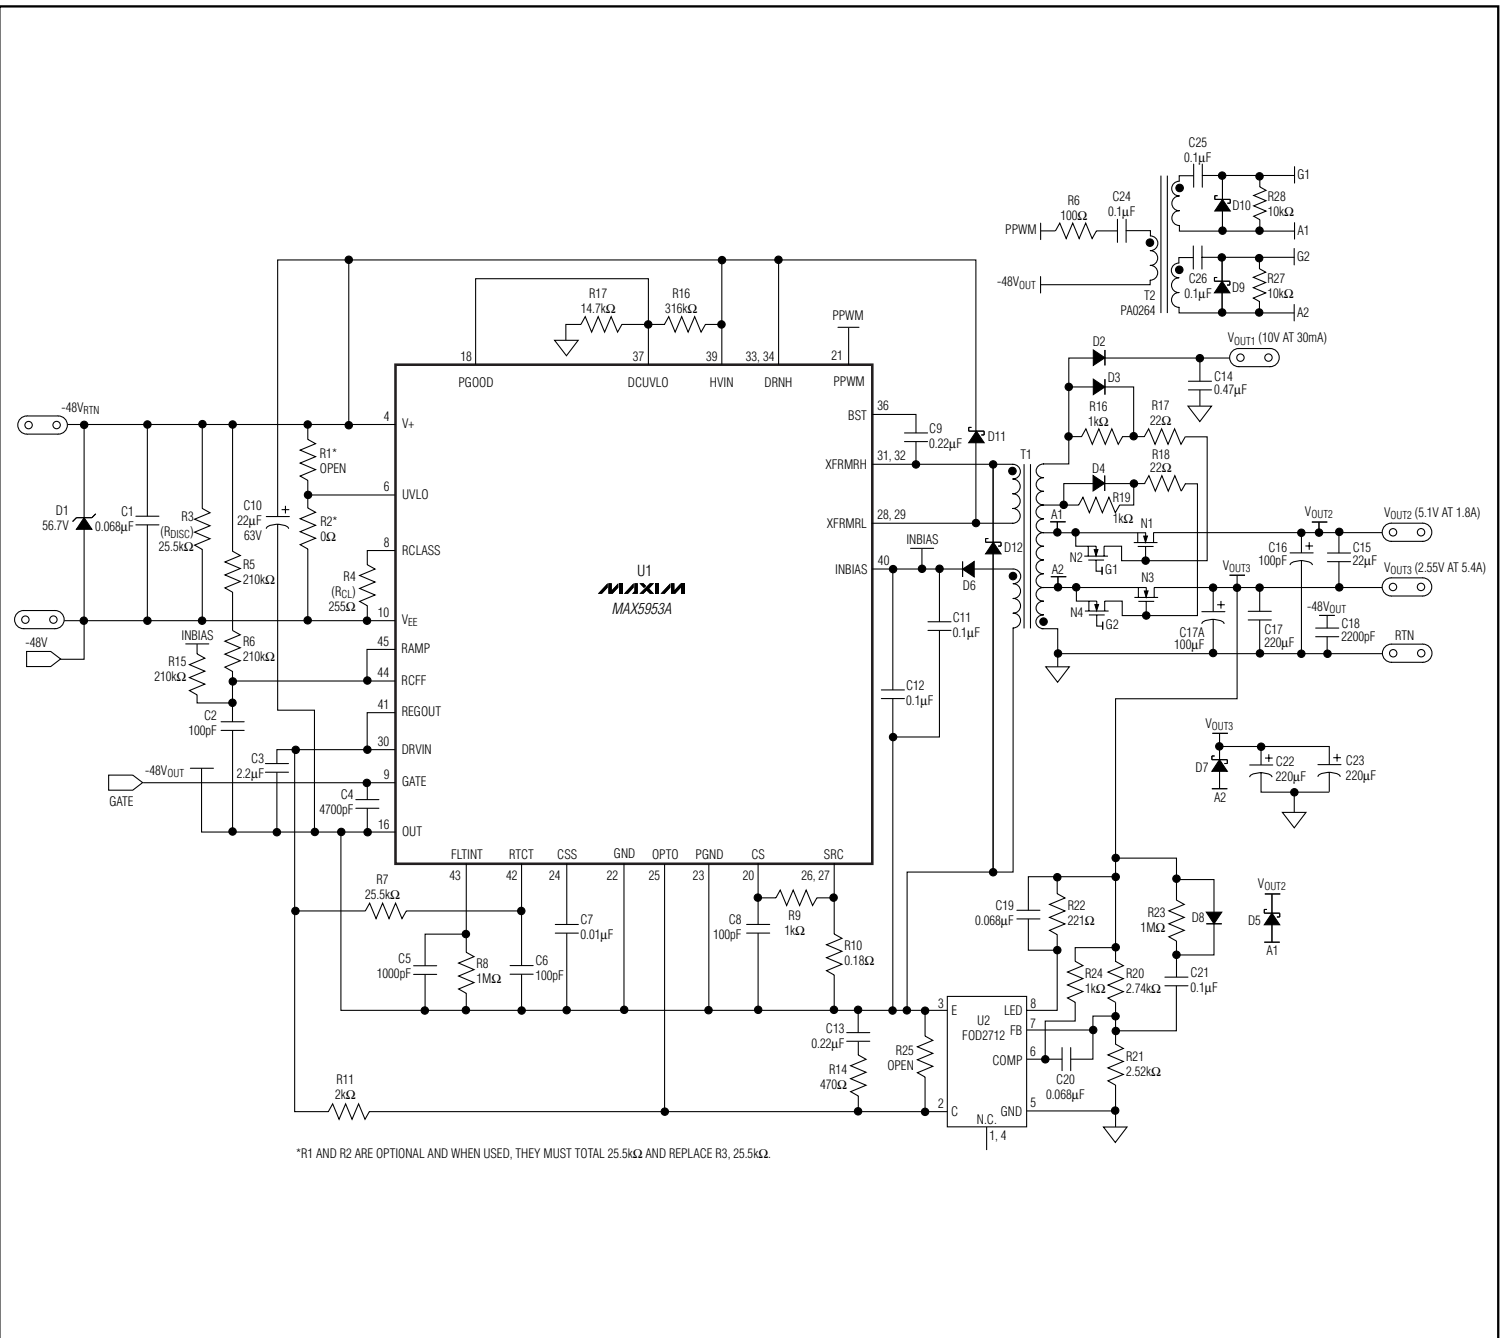 C25
0.1µF
G1
R28
10kΩ
D10
A1
R6
100Ω
C24
0.1µF
PPWM
-48VOUT
T2
PA0264
C26
0.1µF
G2
D9
R27
10kΩ
A2
R17
14.7kΩ
R16
316kΩ
PPWM
18
37
39
33, 34
21
PGOOD
DCUVLO
HVIN
DRNH
PPWM
VOUT1 (10V AT 30mA)
D2
D3
C14
0.47µF
R16
1kΩ
R17
22Ω
-48VRTN
4
V+
36
BST
C9
0.22µF
D11
31, 32
XFRMRH
T1
D4
R18
22Ω
R19
1kΩ
R1*
OPEN
6
UVLO
R2*
0Ω
D1
56.7V
C1
0.068µF
R3
(RDISC)
25.5kΩ
C10
22µF
63V
+
R5
210kΩ
8
RCLASS
R4
(RCL)
255Ω
28, 29
XFRMRL
INBIAS
40
INBIAS
D12
D6
A1
N1
N2
G1
VOUT2
VOUT2 (5.1V AT 1.8A)
C16
100pF
+
C15
22µF
A2
N3
N4
G2
VOUT3
VOUT3 (2.55V AT 5.4A)
U1
MAXIM
MAX5953A
C11
0.1µF
C17A
100µF
+
C17
220µF
-48VOUT
C18
2200pF
RTN
10
VEE
-48V
INBIAS
R15
210kΩ
R6
210kΩ
45
RAMP
44
RCFF
C2
100pF
41
REGOUT
30
DRVIN
C12
0.1µF
C3
2.2µF
-48VOUT
GATE
9
GATE
C4
4700pF
16
OUT
VOUT3
D7
A2
C22
220µF
+
C23
220µF
+
FLTINT
RTCT
CSS
GND
OPTO
PGND
CS
SRC
43
42
24
22
25
23
20
26, 27
R7
25.5kΩ
C5
1000pF
R8
1MΩ
C6
100pF
C7
0.01µF
C8
100pF
R9
1kΩ
R10
0.18Ω
C19
0.068µF
R22
221Ω
R23
1MΩ
D8
VOUT2
D5
A1
R24
1kΩ
R20
2.74kΩ
C21
0.1µF
3
E
U2
FOD2712
LED
8
FB
7
COMP
6
C13
0.22µF
R14
470Ω
R25
OPEN
C20
0.068µF
R21
2.52kΩ
R11
2kΩ
2
C
GND
5
N.C.
1, 4
*R1 AND R2 ARE OPTIONAL AND WHEN USED, THEY MUST TOTAL 25.5kΩ AND REPLACE R3, 25.5kΩ.